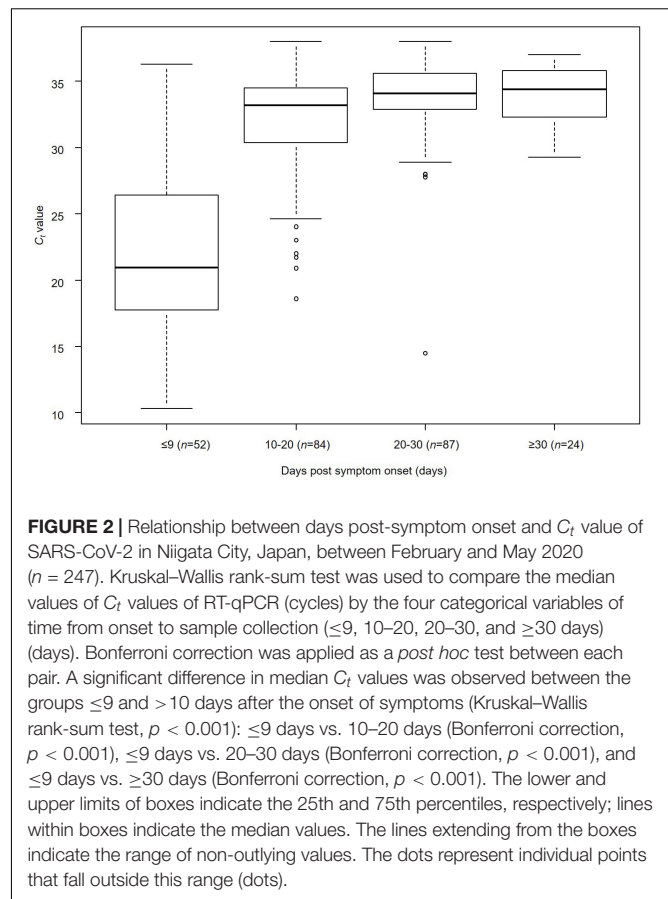 35
30
25
20
15
10
Ct value
≤9 (n=52) 10-20 (n=84) 20-30 (n=87) ≥30 (n=24)
Days post symptom onset (days)
FIGURE 2 | Relationship between days post-symptom onset and Ct value of
SARS-CoV-2 in Niigata City, Japan, between February and May 2020
(n = 247). Kruskal–Wallis rank-sum test was used to compare the median
values of Ct values of RT-qPCR (cycles) by the four categorical variables of
time from onset to sample collection (≤9, 10–20, 20–30, and ≥30 days)
(days). Bonferroni correction was applied as a post hoc test between each
pair. A significant difference in median Ct values was observed between the
groups ≤9 and >10 days after the onset of symptoms (Kruskal–Wallis
rank-sum test, p < 0.001): ≤9 days vs. 10–20 days (Bonferroni correction,
p < 0.001), ≤9 days vs. 20–30 days (Bonferroni correction, p < 0.001), and
≤9 days vs. ≥30 days (Bonferroni correction, p < 0.001). The lower and
upper limits of boxes indicate the 25th and 75th percentiles, respectively; lines
within boxes indicate the median values. The lines extending from the boxes
indicate the range of non-outlying values. The dots represent individual points
that fall outside this range (dots).